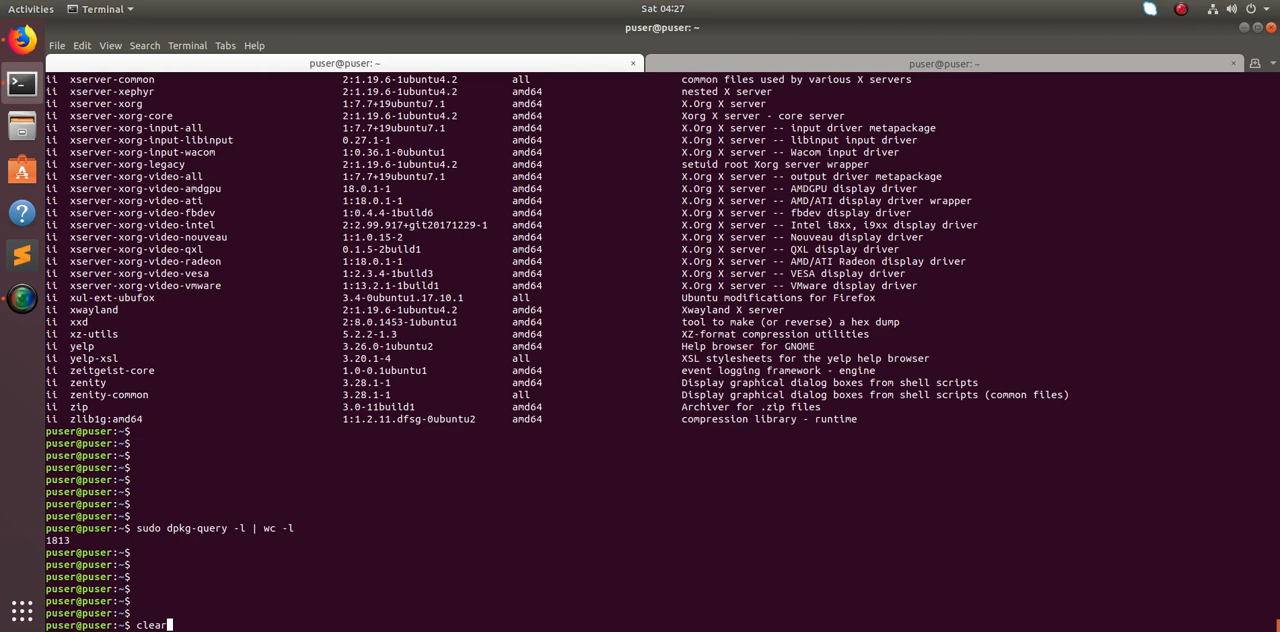 Activities Terminal Sat 04:27
puser@puser: ~
File Edit View Search Terminal Tabs Help
puser@puser: ~ × puser@puser: ~ ×
ii xserver-common 2:1.19.6-1ubuntu4.2 all common files used by various X servers
ii xserver-xephyr 2:1.19.6-1ubuntu4.2 amd64 nested X server
ii xserver-xorg 1:7.7+19ubuntu7.1 amd64 X.Org X server
ii xserver-xorg-core 2:1.19.6-1ubuntu4.2 amd64 Xorg X server - core server
ii xserver-xorg-input-all 1:7.7+19ubuntu7.1 amd64 X.Org X server -- input driver metapackage
ii xserver-xorg-input-libinput 0.27.1-1 amd64 X.Org X server -- libinput input driver
ii xserver-xorg-input-wacom 1:0.36.1-0ubuntu1 amd64 X.Org X server -- Wacom input driver
ii xserver-xorg-legacy 2:1.19.6-1ubuntu4.2 amd64 setuid root Xorg server wrapper
ii xserver-xorg-video-all 1:7.7+19ubuntu7.1 amd64 X.Org X server -- output driver metapackage
ii xserver-xorg-video-amdgpu 18.0.1-1 amd64 X.Org X server -- AMDGPU display driver
ii xserver-xorg-video-ati 1:18.0.1-1 amd64 X.Org X server -- AMD/ATI display driver wrapper
ii xserver-xorg-video-fbdev 1:0.4.4-1build6 amd64 X.Org X server -- fbdev display driver
ii xserver-xorg-video-intel 2:2.99.917+git20171229-1 amd64 X.Org X server -- Intel i8xx, i9xx display driver
ii xserver-xorg-video-nouveau 1:1.0.15-2 amd64 X.Org X server -- Nouveau display driver
ii xserver-xorg-video-qxl 0.1.5-2build1 amd64 X.Org X server -- QXL display driver
ii xserver-xorg-video-radeon 1:18.0.1-1 amd64 X.Org X server -- AMD/ATI Radeon display driver
ii xserver-xorg-video-vesa 1:2.3.4-1build3 amd64 X.Org X server -- VESA display driver
ii xserver-xorg-video-vmware 1:13.2.1-1build1 amd64 X.Org X server -- VMware display driver
ii xul-ext-ubufox 3.4-0ubuntu1.17.10.1 all Ubuntu modifications for Firefox
ii xwayland 2:1.19.6-1ubuntu4.2 amd64 Xwayland X server
ii xxd 2:8.0.1453-1ubuntu1 amd64 tool to make (or reverse) a hex dump
ii xz-utils 5.2.2-1.3 amd64 XZ-format compression utilities
ii yelp 3.26.0-1ubuntu2 amd64 Help browser for GNOME
ii yelp-xsl 3.20.1-4 all XSL stylesheets for the yelp help browser
ii zeitgeist-core 1.0-0.1ubuntu1 amd64 event logging framework - engine
ii zenity 3.28.1-1 amd64 Display graphical dialog boxes from shell scripts
ii zenity-common 3.28.1-1 all Display graphical dialog boxes from shell scripts (common files)
ii zip 3.0-11build1 amd64 Archiver for .zip files
ii zlib1g:amd64 1:1.2.11.dfsg-0ubuntu2 amd64 compression library - runtime
puser@puser:~$
puser@puser:~$
puser@puser:~$
puser@puser:~$
puser@puser:~$
puser@puser:~$
puser@puser:~$
puser@puser:~$
puser@puser:~$ sudo dpkg-query -l | wc -l
1813
puser@puser:~$
puser@puser:~$
puser@puser:~$
puser@puser:~$
puser@puser:~$
puser@puser:~$
puser@puser:~$ clear